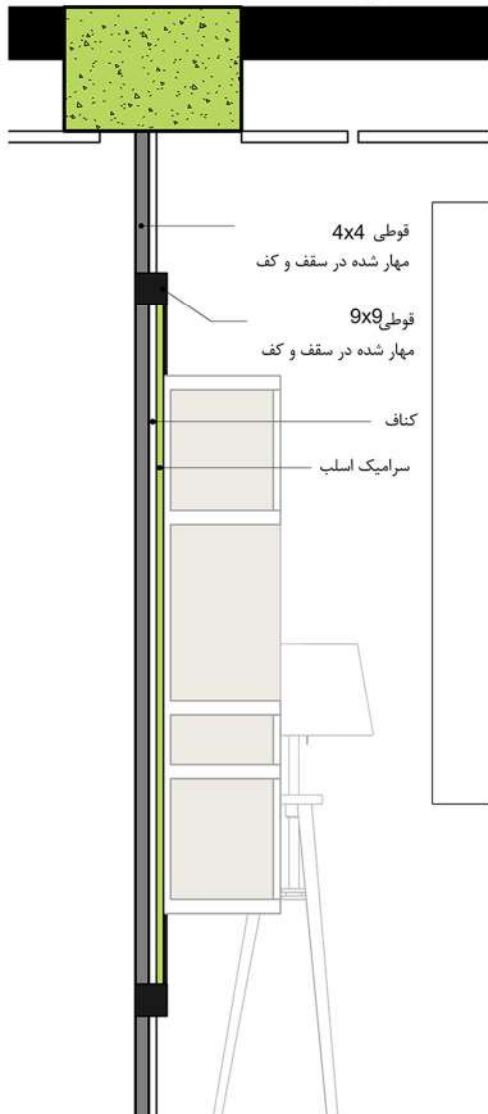 قوطی 4x4
مهار شده در سقف و کف
قوطی9x9
مهار شده در سقف و کف
کناف
سرامیک اسلب